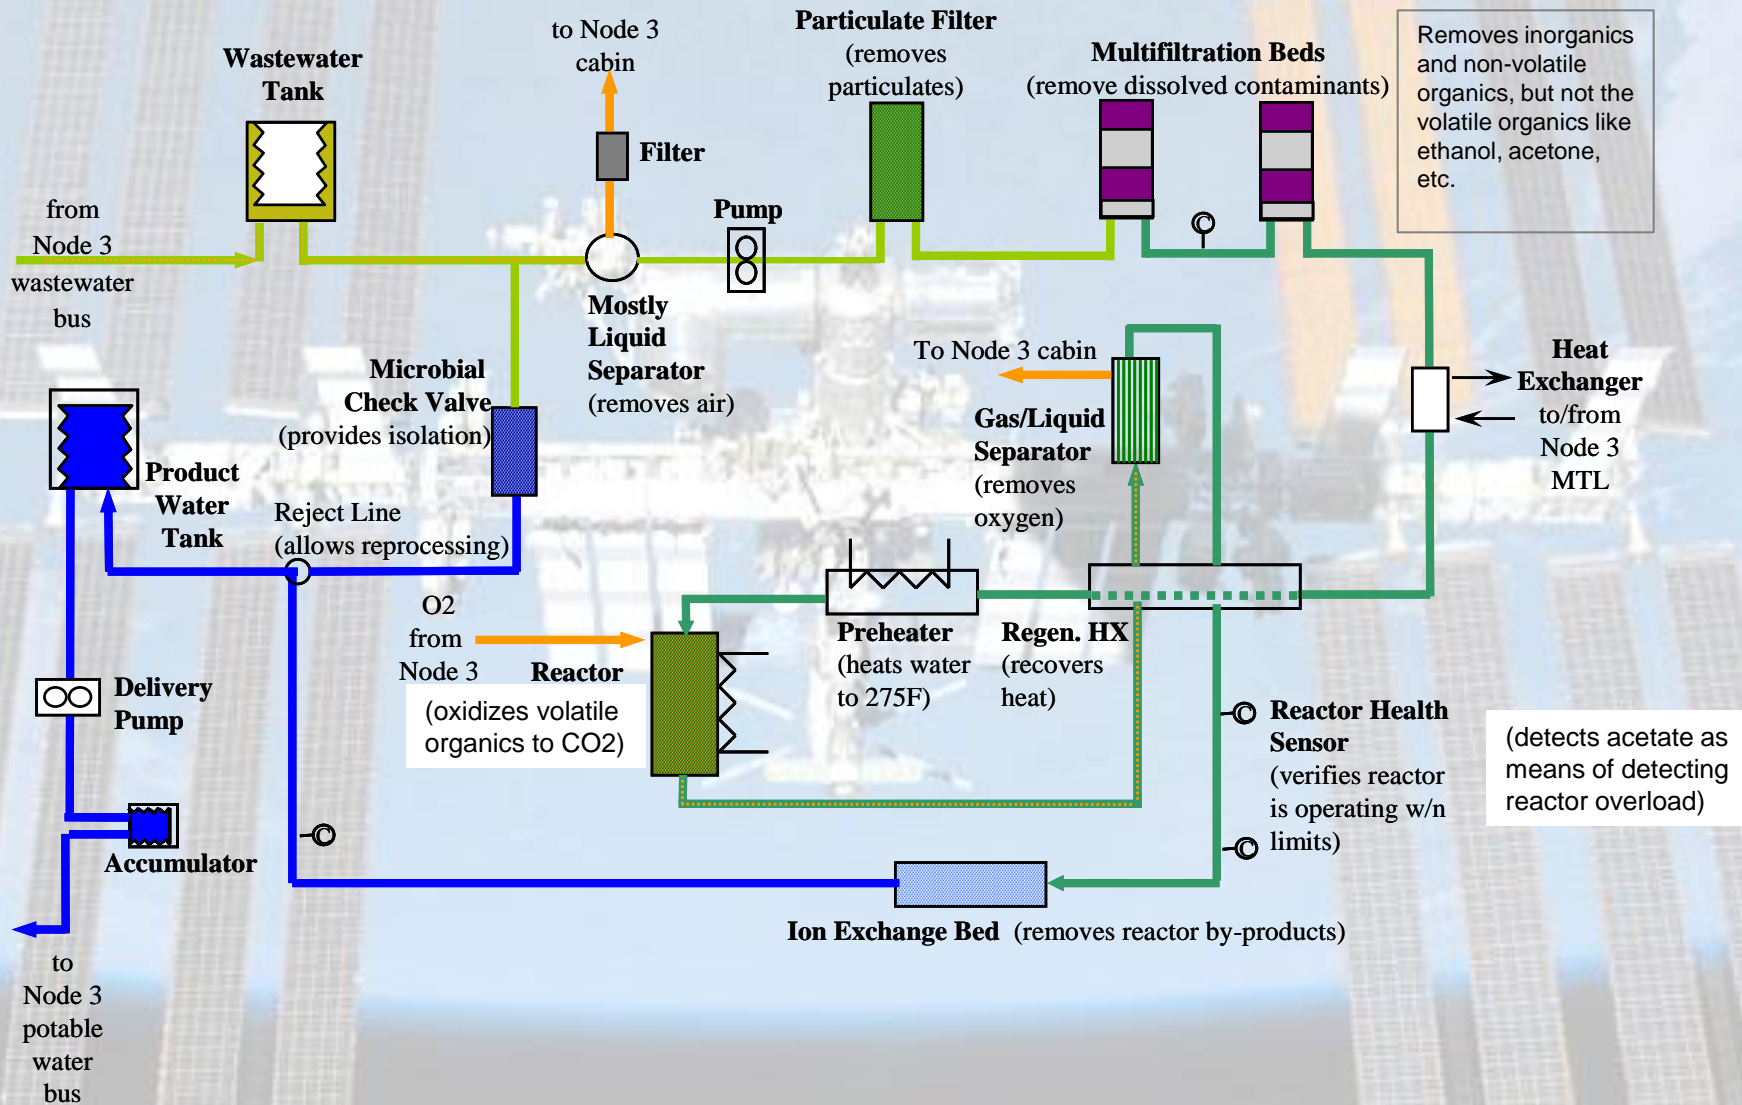 Wastewater
Tank
to Node 3
cabin
Particulate Filter
(removes
particulates)
Multifiltration Beds
(remove dissolved contaminants)
Removes inorganics
and non-volatile
organics, but not the
volatile organics like
ethanol, acetone,
etc.
Filter
from
Node 3
wastewater
bus
Pump
C
Mostly
Liquid
Separator
(removes air)
Microbial
Check Valve
(provides isolation)
To Node 3 cabin
Gas/Liquid
Separator
(removes
oxygen)
Heat
Exchanger
to/from
Node 3
MTL
Product
Water
Tank
Reject Line
(allows reprocessing)
O2
from
Node 3
Reactor
(oxidizes volatile
organics to CO2)
Preheater
(heats water
to 275F)
Regen. HX
(recovers
heat)
Delivery
Pump
C
Reactor Health
Sensor
(verifies reactor
is operating w/n
limits)
C
(detects acetate as
means of detecting
reactor overload)
C
Accumulator
Ion Exchange Bed (removes reactor by-products)
to
Node 3
potable
water
bus